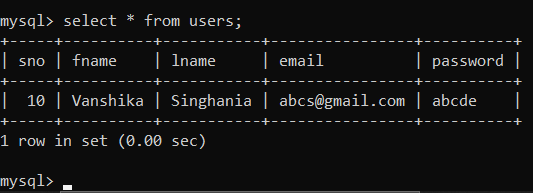 mysql> select * from users;
+-----+----------+-----------+----------------+----------+
| sno | fname    | lname     | email          | password |
+-----+----------+-----------+----------------+----------+
|  10 | Vanshika | Singhania | abcs@gmail.com | abcde    |
+-----+----------+-----------+----------------+----------+
1 row in set (0.00 sec)
mysql>